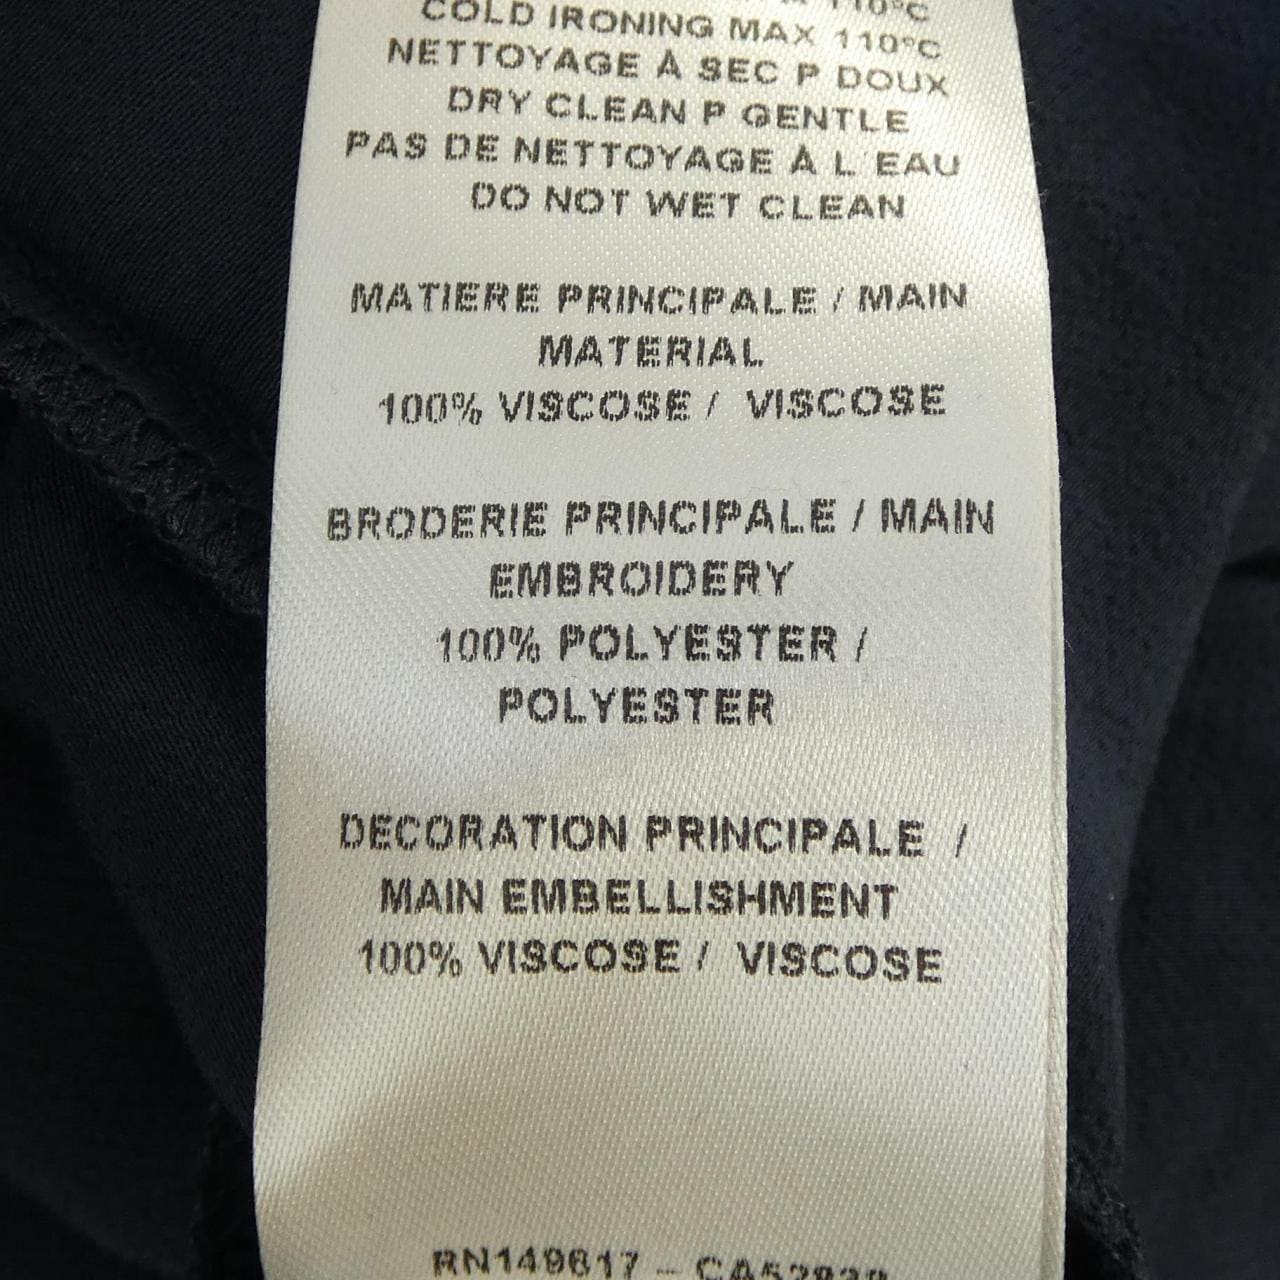 110°C
COLD IRONING MAX 110°C
NETTOYAGE À SEC P DOUX
DRY CLEAN P GENTLE
PAS DE NETTOYAGE À L'EAU
DO NOT WET CLEAN
MATIERE PRINCIPALE / MAIN
MATERIAL
100% VISCOSE / VISCOSE
BRODERIE PRINCIPALE / MAIN
EMBROIDERY
100% POLYESTER /
POLYESTER
DECORATION PRINCIPALE /
MAIN EMBELLISHMENT
100% VISCOSE / VISCOSE
RN149617 –